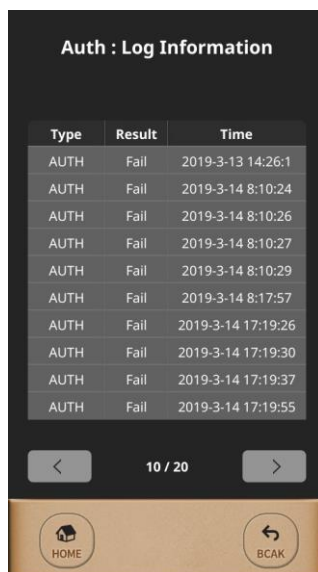 Auth : Log Information
Type Result Time
AUTH Fail 2019-3-13 14:26:1
AUTH Fail 2019-3-14 8:10:24
AUTH Fail 2019-3-14 8:10:26
AUTH Fail 2019-3-14 8:10:27
AUTH Fail 2019-3-14 8:10:29
AUTH Fail 2019-3-14 8:17:57
AUTH Fail 2019-3-14 17:19:26
AUTH Fail 2019-3-14 17:19:30
AUTH Fail 2019-3-14 17:19:37
AUTH Fail 2019-3-14 17:19:55
< 10 / 20 >
HOME BCAK